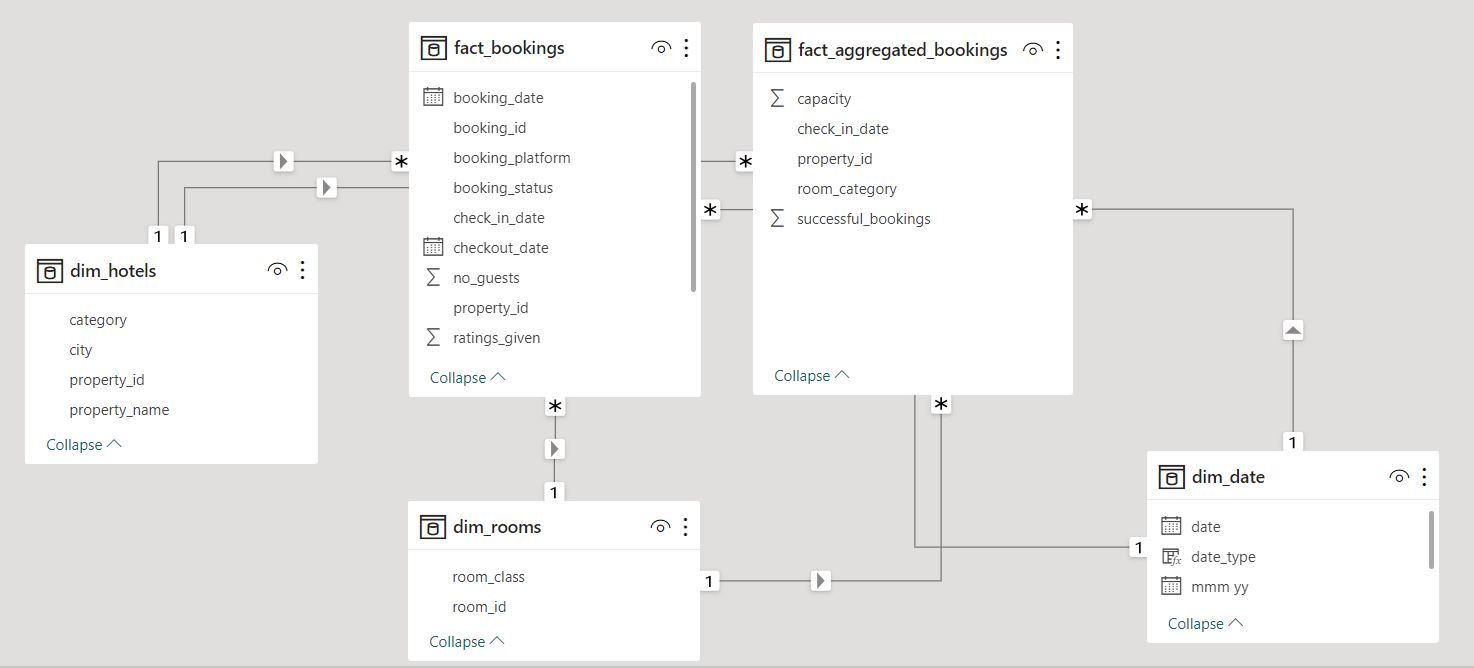 fact_bookings
booking_date
booking_id
booking_platform
booking_status
check_in_date
checkout_date
no_guests
property_id
ratings_given
Collapse
fact_aggregated_bookings
capacity
check_in_date
property_id
room_category
successful_bookings
Collapse
*
*
*
*
1 1
dim_hotels
category
city
property_id
property_name
Collapse
*
1
*
dim_rooms
room_class
room_id
Collapse
1
1
1
dim_date
date
date_type
mmm yy
Collapse